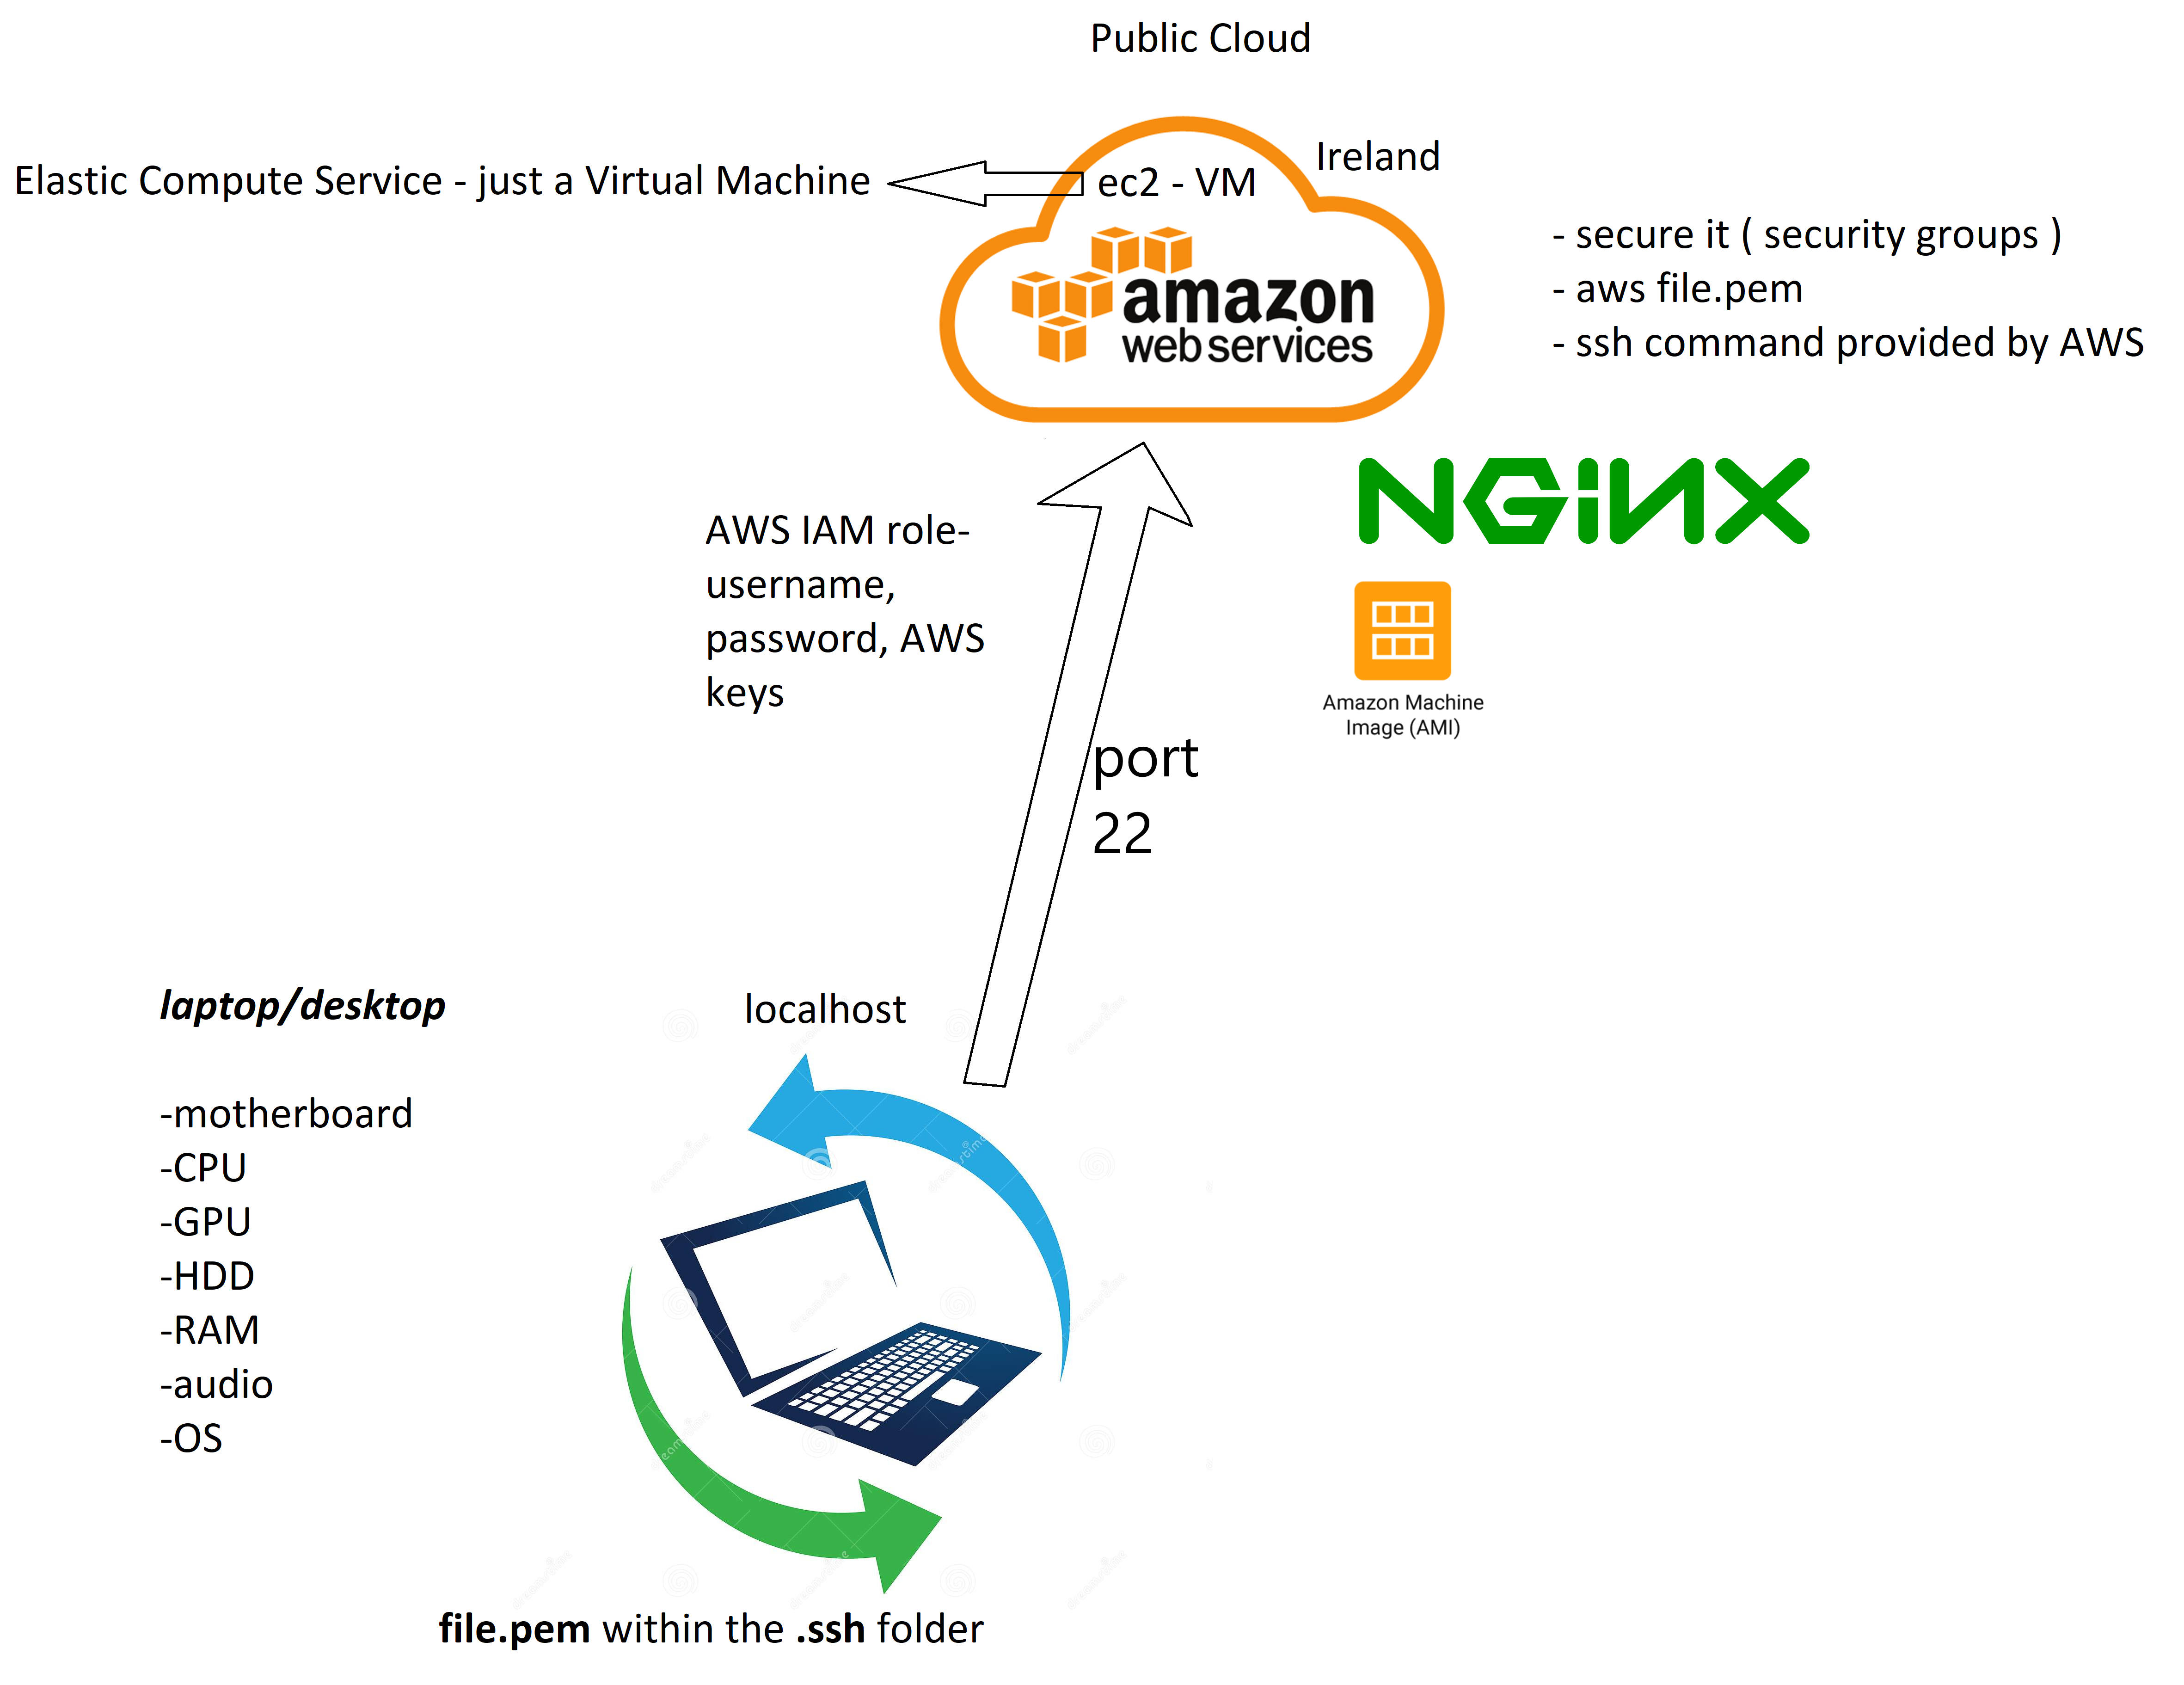 Public Cloud
Ireland
Elastic Compute Service - just a Virtual Machine
ec2 - VM
- secure it ( security groups )
- aws file.pem
- ssh command provided by AWS
amazon
web services
NGiNX
AWS IAM role-
username,
password, AWS
keys
Amazon Machine
Image (AMI)
port
22
laptop/desktop
localhost
-motherboard
-CPU
-GPU
-HDD
-RAM
-audio
-OS
file.pem within the .ssh folder